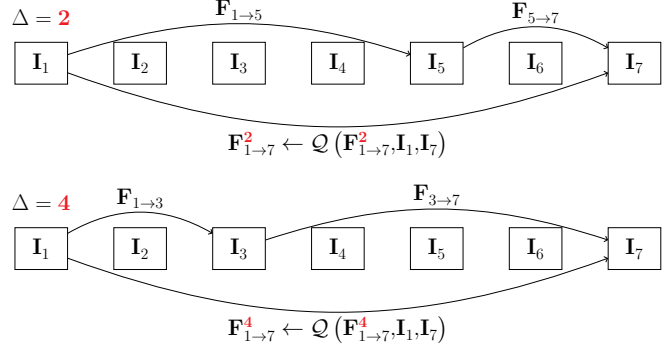 Δ = 2
F₁→₅
F₅→₇
I₁ I₂ I₃ I₄ I₅ I₆ I₇
F²₁→₇ ← 𝒬 (F²₁→₇,I₁,I₇)
Δ = 4
F₁→₃
F₃→₇
I₁ I₂ I₃ I₄ I₅ I₆ I₇
F⁴₁→₇ ← 𝒬 (F⁴₁→₇,I₁,I₇)